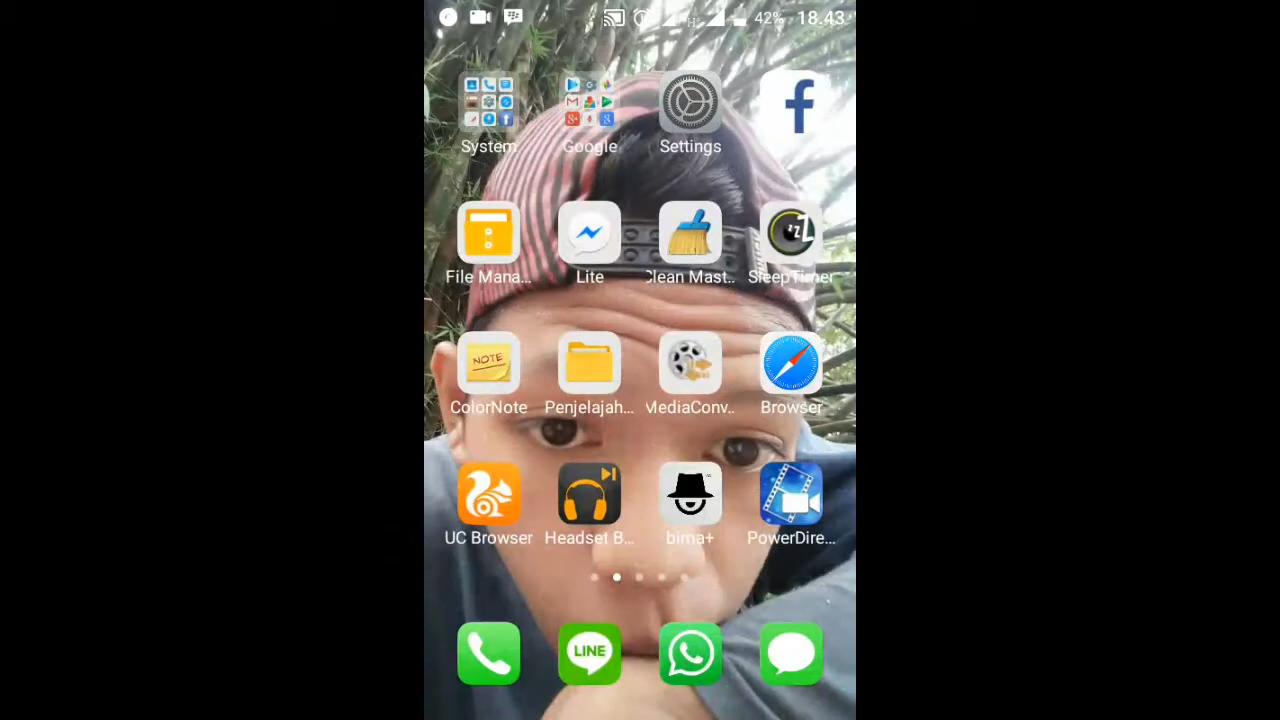 42% 18.43
System Google Settings
File Mana... Lite Clean Mast.. SleepTimer
NOTE
ColorNote Penjelajah... MediaConv.. Browser
UC Browser Headset B... bima+ PowerDire...
LINE